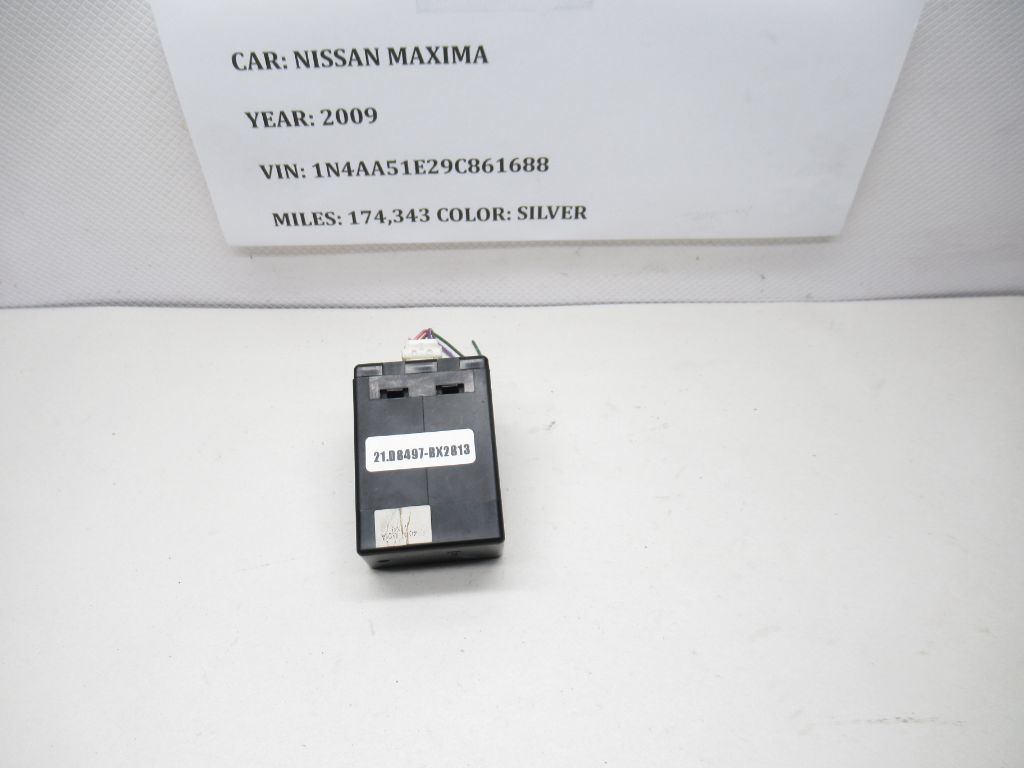 CAR: NISSAN MAXIMA
YEAR: 2009
VIN: 1N4AA51E29C861688
MILES: 174,343 COLOR: SILVER
21.D8497-BX2813